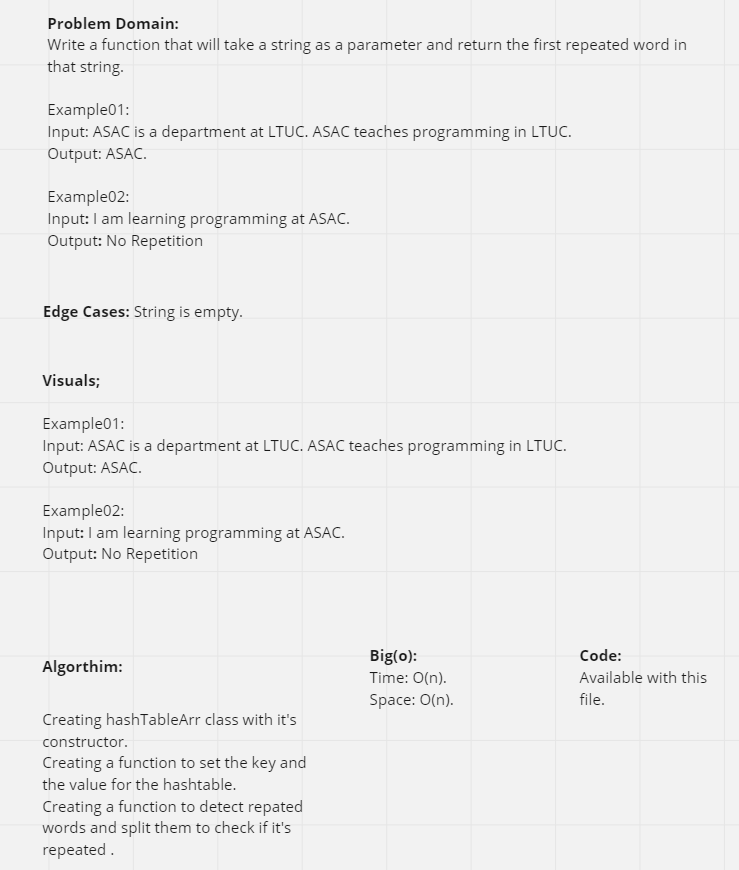 Problem Domain:
Write a function that will take a string as a parameter and return the first repeated word in
that string.
Example01:
Input: ASAC is a department at LTUC. ASAC teaches programming in LTUC.
Output: ASAC.
Example02:
Input: I am learning programming at ASAC.
Output: No Repetition
Edge Cases: String is empty.
Visuals;
Example01:
Input: ASAC is a department at LTUC. ASAC teaches programming in LTUC.
Output: ASAC.
Example02:
Input: I am learning programming at ASAC.
Output: No Repetition
Algorthim:
Creating hashTableArr class with it's
constructor.
Creating a function to set the key and
the value for the hashtable.
Creating a function to detect repated
words and split them to check if it's
repeated .
Big(o):
Time: O(n).
Space: O(n).
Code:
Available with this
file.